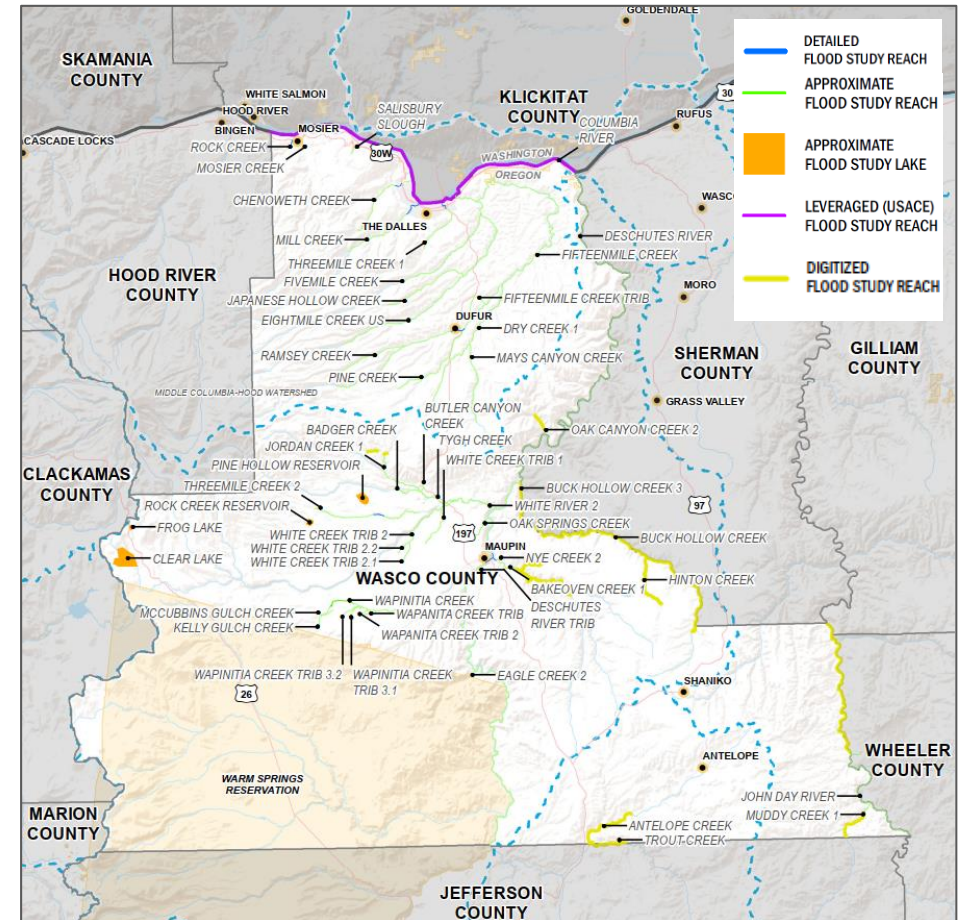 GOLDENDALE
SKAMANIA
COUNTY
WHITE SALMON
HOOD RIVER
BINGEN
CASCADE LOCKS
MOSIER
ROCK CREEK
MOSIER CREEK
SALISBURY
SLOUGH
30W
KLICKITAT
COUNTY
COLUMBIA
RIVER
WASHINGTON
OREGON
30
RUFUS
DETAILED
FLOOD STUDY REACH
APPROXIMATE
FLOOD STUDY REACH
APPROXIMATE
FLOOD STUDY LAKE
LEVERAGED (USACE)
FLOOD STUDY REACH
DIGITIZED
FLOOD STUDY REACH
CHENOWETH CREEK
THE DALLES
WASC
MILL CREEK
THREEMILE CREEK 1
DESCHUTES RIVER
FIFTEENMILE CREEK
HOOD RIVER
COUNTY
FIVEMILE CREEK
JAPANESE HOLLOW CREEK
EIGHTMILE CREEK US
FIFTEENMILE CREEK TRIB
MORO
DUFUR
DRY CREEK 1
RAMSEY CREEK
MAYS CANYON CREEK
PINE CREEK
SHERMAN
COUNTY
GILLIAM
COUNTY
MIDDLE COLUMBIA-HOOD WATERSHED
GRASS VALLEY
BUTLER CANYON
CREEK
BADGER CREEK
TYGH CREEK
JORDAN CREEK 1
WHITE CREEK TRIB 1
PINE HOLLOW RESERVOIR
OAK CANYON CREEK 2
CLACKAMAS
COUNTY
THREEMILE CREEK 2
ROCK CREEK RESERVOIR
BUCK HOLLOW CREEK 3
WHITE RIVER 2
97
FROG LAKE
OAK SPRINGS CREEK
WHITE CREEK TRIB 2
197
BUCK HOLLOW CREEK
WHITE CREEK TRIB 2.2
WHITE CREEK TRIB 2.1
CLEAR LAKE
MAUPIN
NYE CREEK 2
WASCO COUNTY
BAKEOVEN CREEK 1
HINTON CREEK
DESCHUTES
RIVER TRIB
WAPINITIA CREEK
MCCUBBINS GULCH CREEK
KELLY GULCH CREEK
WAPANITA CREEK TRIB
WAPANITA CREEK TRIB 2
WAPINITIA CREEK TRIB 3.2
WAPINITIA CREEK
TRIB 3.1
EAGLE CREEK 2
26
SHANIKO
ANTELOPE
WHEELER
COUNTY
WARM SPRINGS
RESERVATION
JOHN DAY RIVER
MUDDY CREEK 1
MARION
COUNTY
ANTELOPE CREEK
TROUT CREEK
JEFFERSON
COUNTY